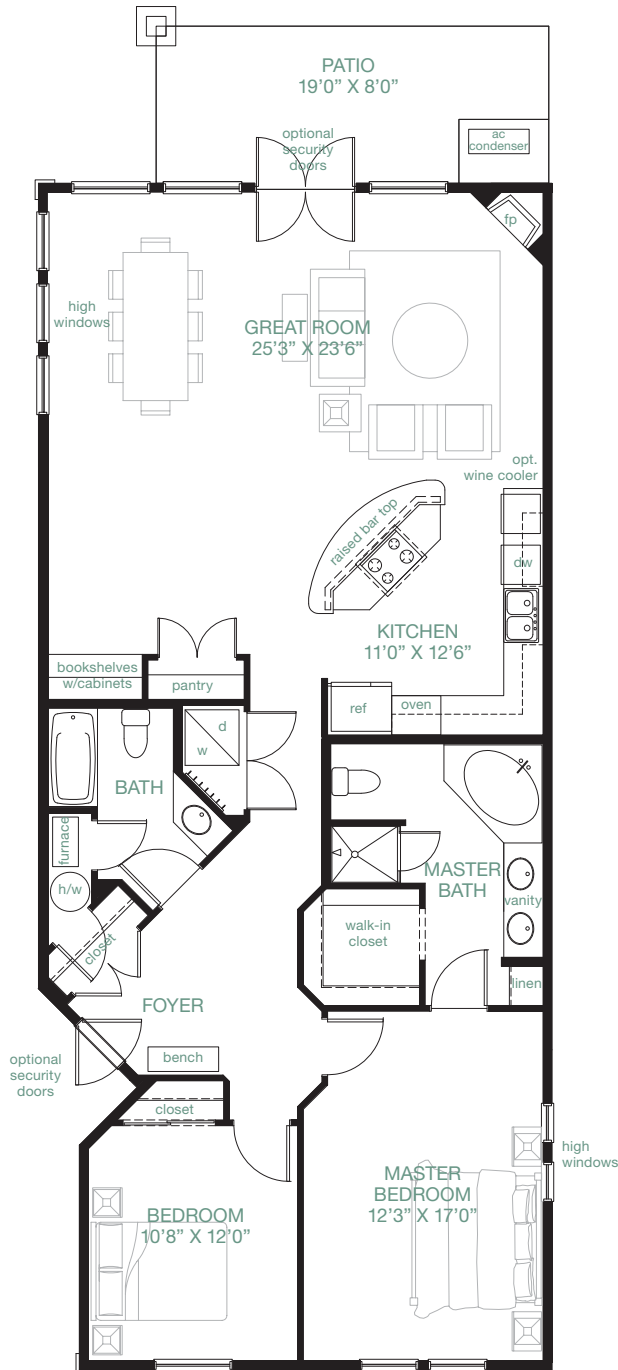 PATIO
19’0” X 8’0”
optional
security
doors
ac
condenser
fp
high
windows
GREAT ROOM
25’3” X 23’6”
opt.
wine cooler
raised bar top
dw
KITCHEN
11’0” X 12’6”
bookshelves
w/cabinets
pantry
ref
oven
d
w
BATH
furnace
h/w
MASTER
BATH
vanity
walk-in
closet
closet
linen
FOYER
bench
optional
security
doors
closet
high
windows
MASTER
BEDROOM
12’3” X 17’0”
BEDROOM
10’8” X 12’0”